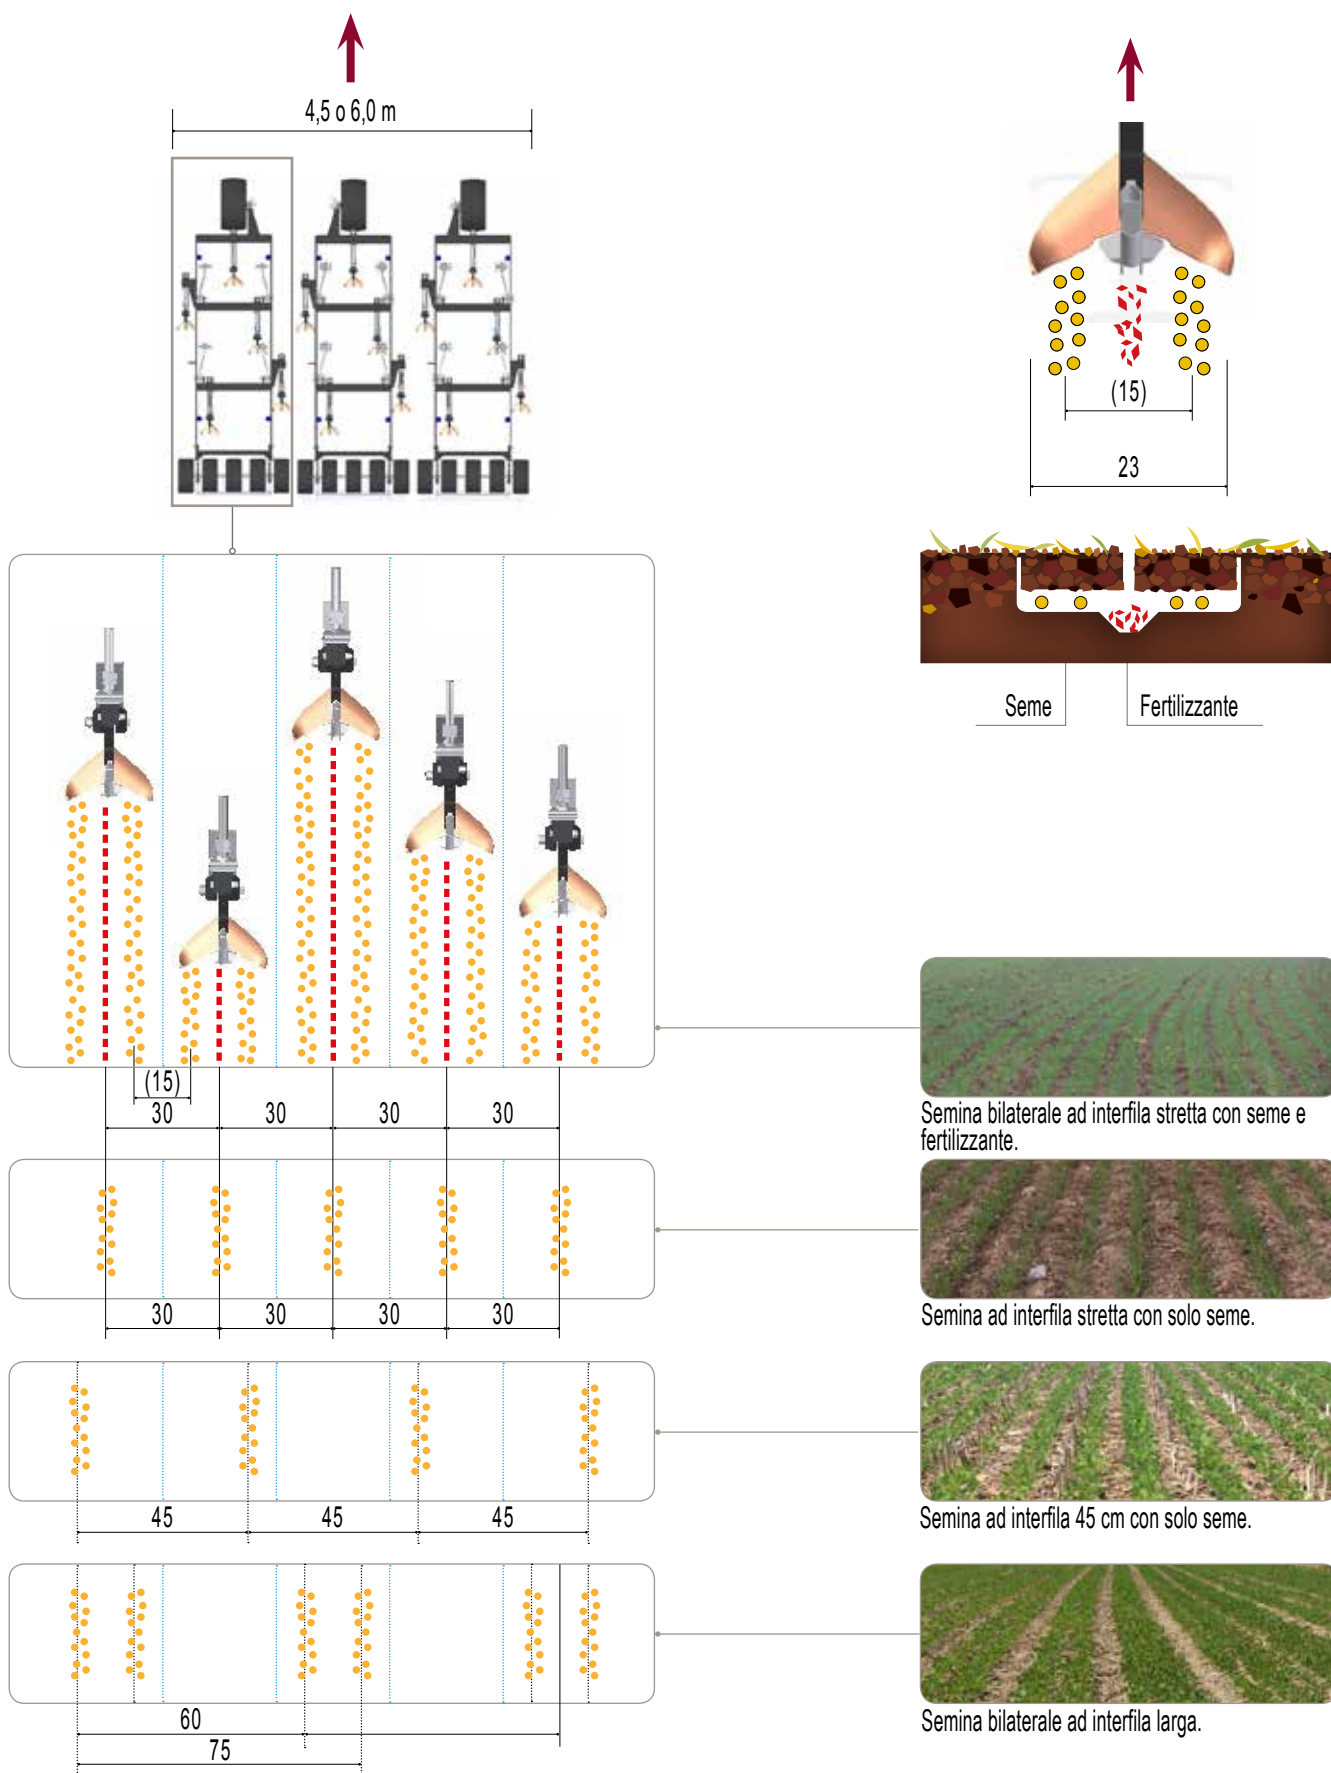 4,5 o 6,0 m
(15)
23
Seme
Fertilizzante
(15)
30
30
30
30
Semina bilaterale ad interfila stretta con seme e
fertilizzante.
30
30
30
30
Semina ad interfila stretta con solo seme.
45
45
45
Semina ad interfila 45 cm con solo seme.
60
75
Semina bilaterale ad interfila larga.